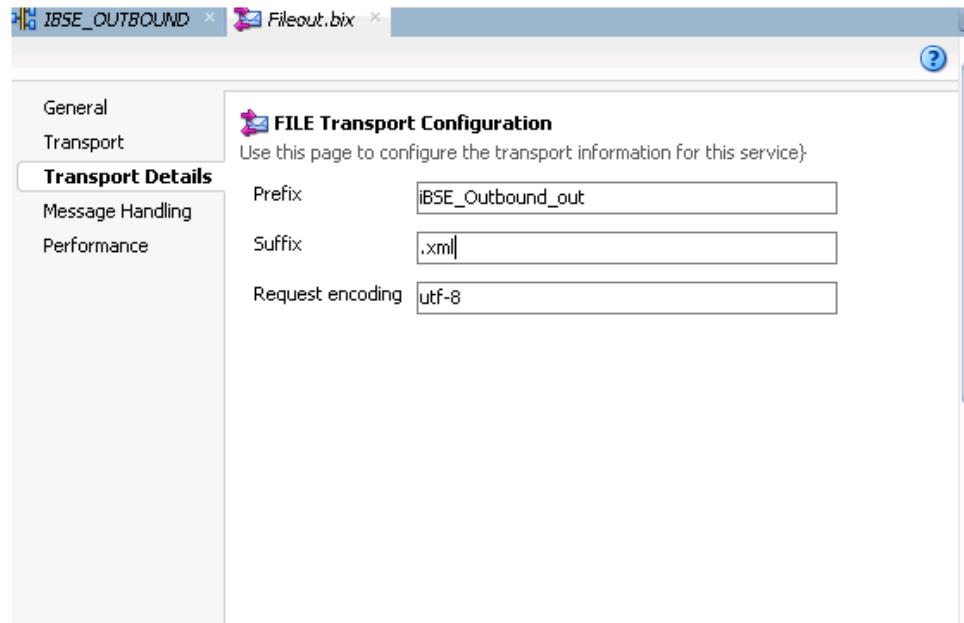 IBSE_OUTBOUND × Fileout.bix ×
?
General
Transport
Transport Details
Message Handling
Performance
FILE Transport Configuration
Use this page to configure the transport information for this service}
Prefix iBSE_Outbound_out
Suffix .xml
Request encoding utf-8